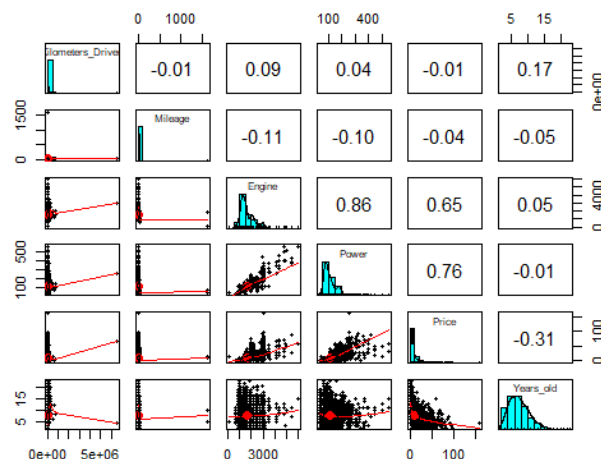 0 1000 100 400 5 15
Kilometers_Driven -0.01 0.09 0.04 -0.01 0.17 0e+00
0 1500 Mileage -0.11 -0.10 -0.04 -0.05
Engine 0.86 0.65 0.05 0 4000
100 500 Power 0.76 -0.01
Price -0.31 0 100
5 15 Years_old
0e+00 5e+06 0 3000 0 100